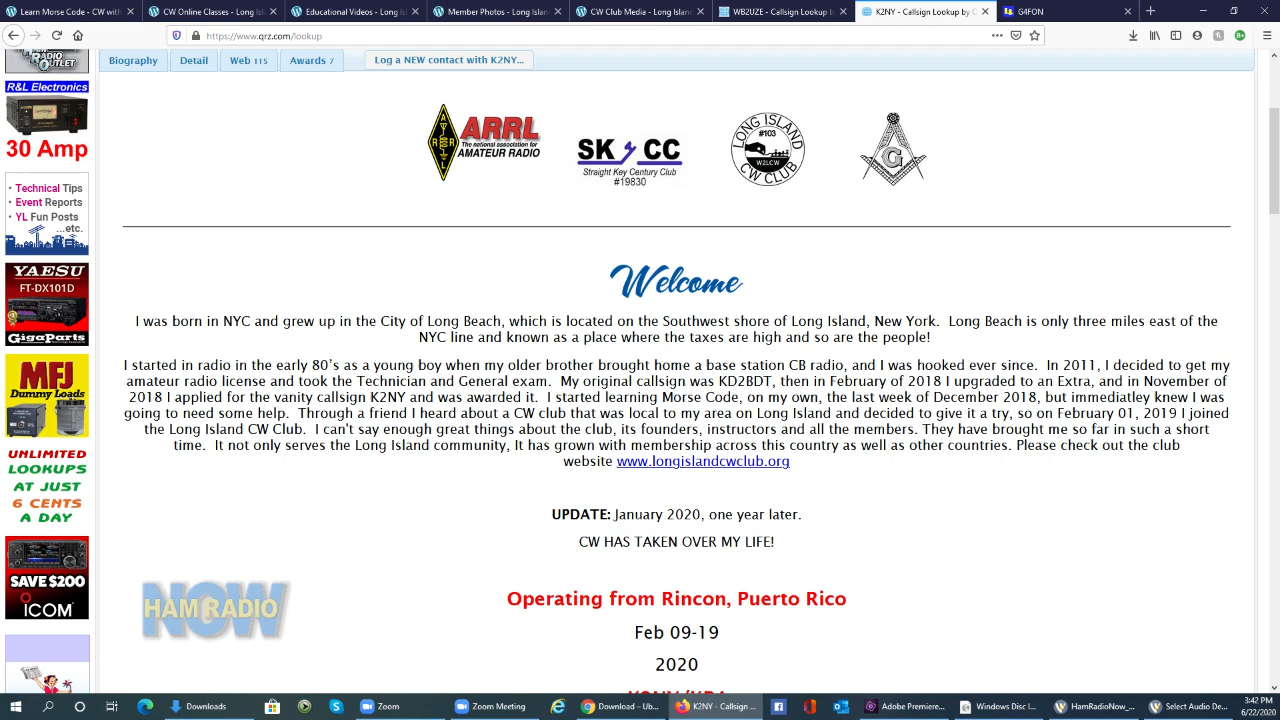 Learn Morse Code with
CW Online Classes - Long Island
Educational Videos - Long Island
Member Photos - Long Island
CW Club Media - Long Island
WB2UZE - Callsign Lookup b
K2NY - Callsign Lookup by Q
G4FON
https://www.qrz.com/lookup
Biography
Detail
Web 115
Awards 7
Log a NEW contact with K2NY...
HAM RADIO
OUTLET
R&L Electronics
30 Amp
• Technical Tips
• Event Reports
• YL Fun Posts
...etc.
YAESU
FT-DX101D
GigaParts
MFJ
Dummy Loads
UNLIMITED
LOOKUPS
AT JUST
6 CENTS
A DAY
SAVE $200
ICOM
ARRL
The national association for
AMATEUR RADIO
SKCC
Straight Key Century Club
#19830
LONG ISLAND
#103
W2LCW
CW CLUB
G
Welcome
I was born in NYC and grew up in the City of Long Beach, which is located on the Southwest shore of Long Island, New York.  Long Beach is only three miles east of the
NYC line and known as a place where the taxes are high and so are the people!
I started in radio in the early 80's as a young boy when my older brother brought home a base station CB radio, and I was hooked ever since.  In 2011, I decided to get my
amateur radio license and took the Technician and General exam.  My original callsign was KD2BDT, then in February of 2018 I upgraded to an Extra, and in November of
2018 I applied for the vanity callsign K2NY and was awarded it.  I started learning Morse Code, on my own, the last week of December 2018, but immediatley knew I was
going to need some help.  Through a friend I heard about a CW club that was local to my area on Long Island and decided to give it a try, so on February 01, 2019 I joined
the Long Island CW Club.  I can't say enough great things about the club, its founders, instructors and all the members. They have brought me so far in such a short
time.  It not only serves the Long Island community, It has grown with membership across this country as well as other countries. Please check out the club
website www.longislandcwclub.org
UPDATE: January 2020, one year later.
CW HAS TAKEN OVER MY LIFE!
HAM RADIO
NOW
Operating from Rincon, Puerto Rico
Feb 09-19
2020
Downloads
Zoom
Zoom Meeting
Download – Ub...
K2NY - Callsign ...
Adobe Premiere...
Windows Disc I...
HamRadioNow_...
Select Audio De...
3:42 PM
6/22/2020